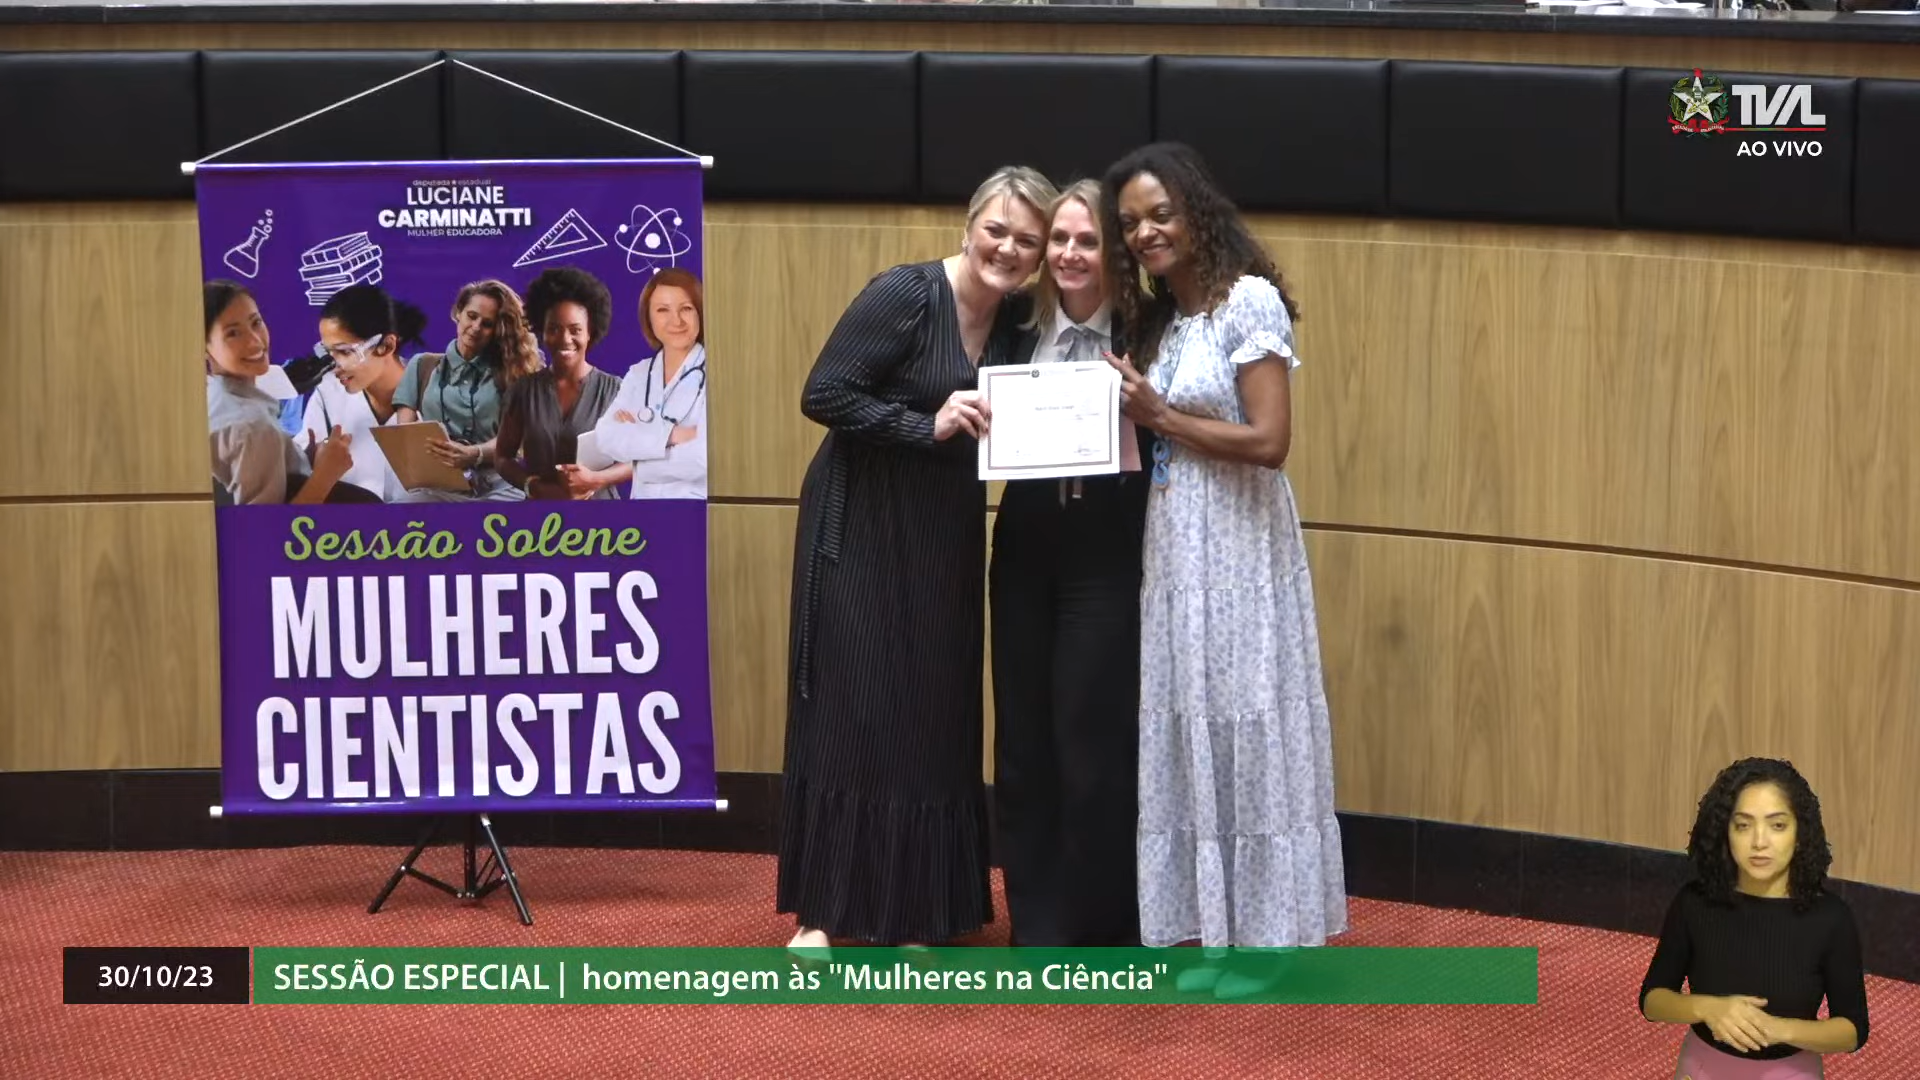 deputada estadual
LUCIANE
CARMINATTI
MULHER EDUCADORA
Sessão Solene
MULHERES
CIENTISTAS
TVAL
AO VIVO
30/10/23
SESSÃO ESPECIAL | homenagem às "Mulheres na Ciência"